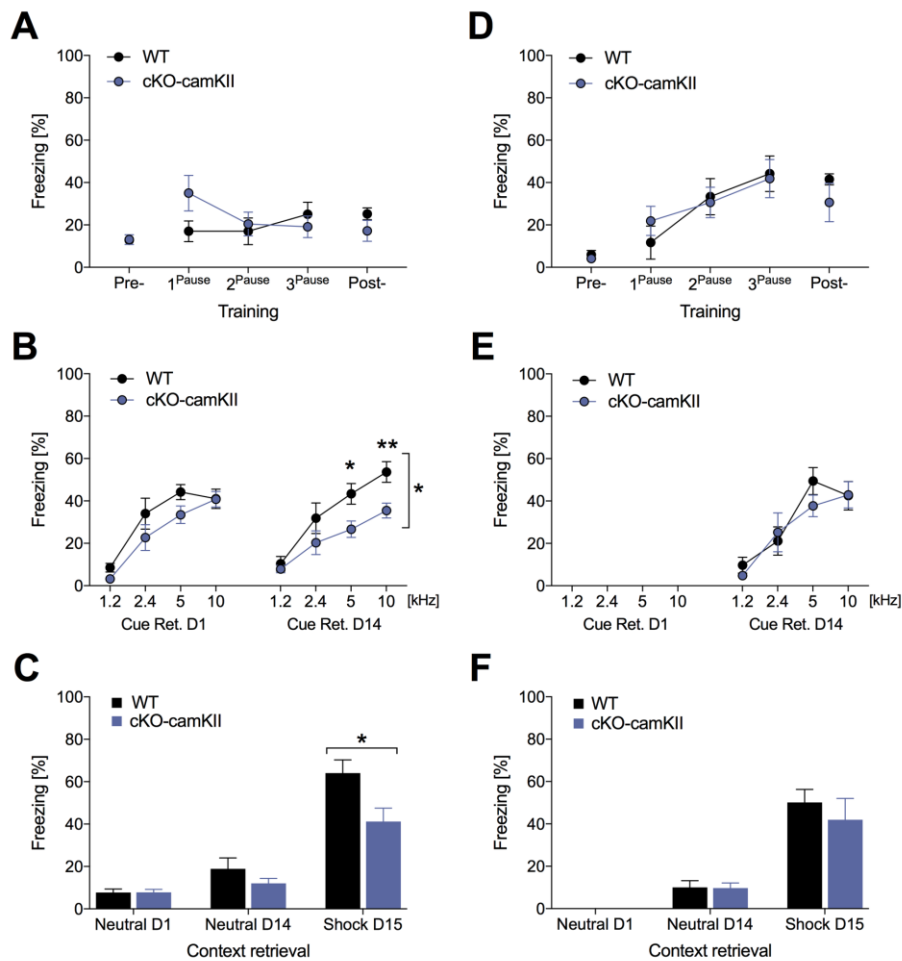 A
WT
cKO-camKII
100
80
60
40
20
0
Freezing [%]
Pre- 1Pause 2Pause 3Pause Post-
Training
D
WT
cKO-camKII
100
80
60
40
20
0
Freezing [%]
Pre- 1Pause 2Pause 3Pause Post-
Training
B
WT
cKO-camKII
100
80
60
40
20
0
Freezing [%]
* ** *
1.2 2.4 5 10 1.2 2.4 5 10 [kHz]
Cue Ret. D1 Cue Ret. D14
E
WT
cKO-camKII
100
80
60
40
20
0
Freezing [%]
1.2 2.4 5 10 1.2 2.4 5 10 [kHz]
Cue Ret. D1 Cue Ret. D14
C
WT
cKO-camKII
100
80
60
40
20
0
Freezing [%]
*
Neutral D1 Neutral D14 Shock D15
Context retrieval
F
WT
cKO-camKII
100
80
60
40
20
0
Freezing [%]
Neutral D1 Neutral D14 Shock D15
Context retrieval